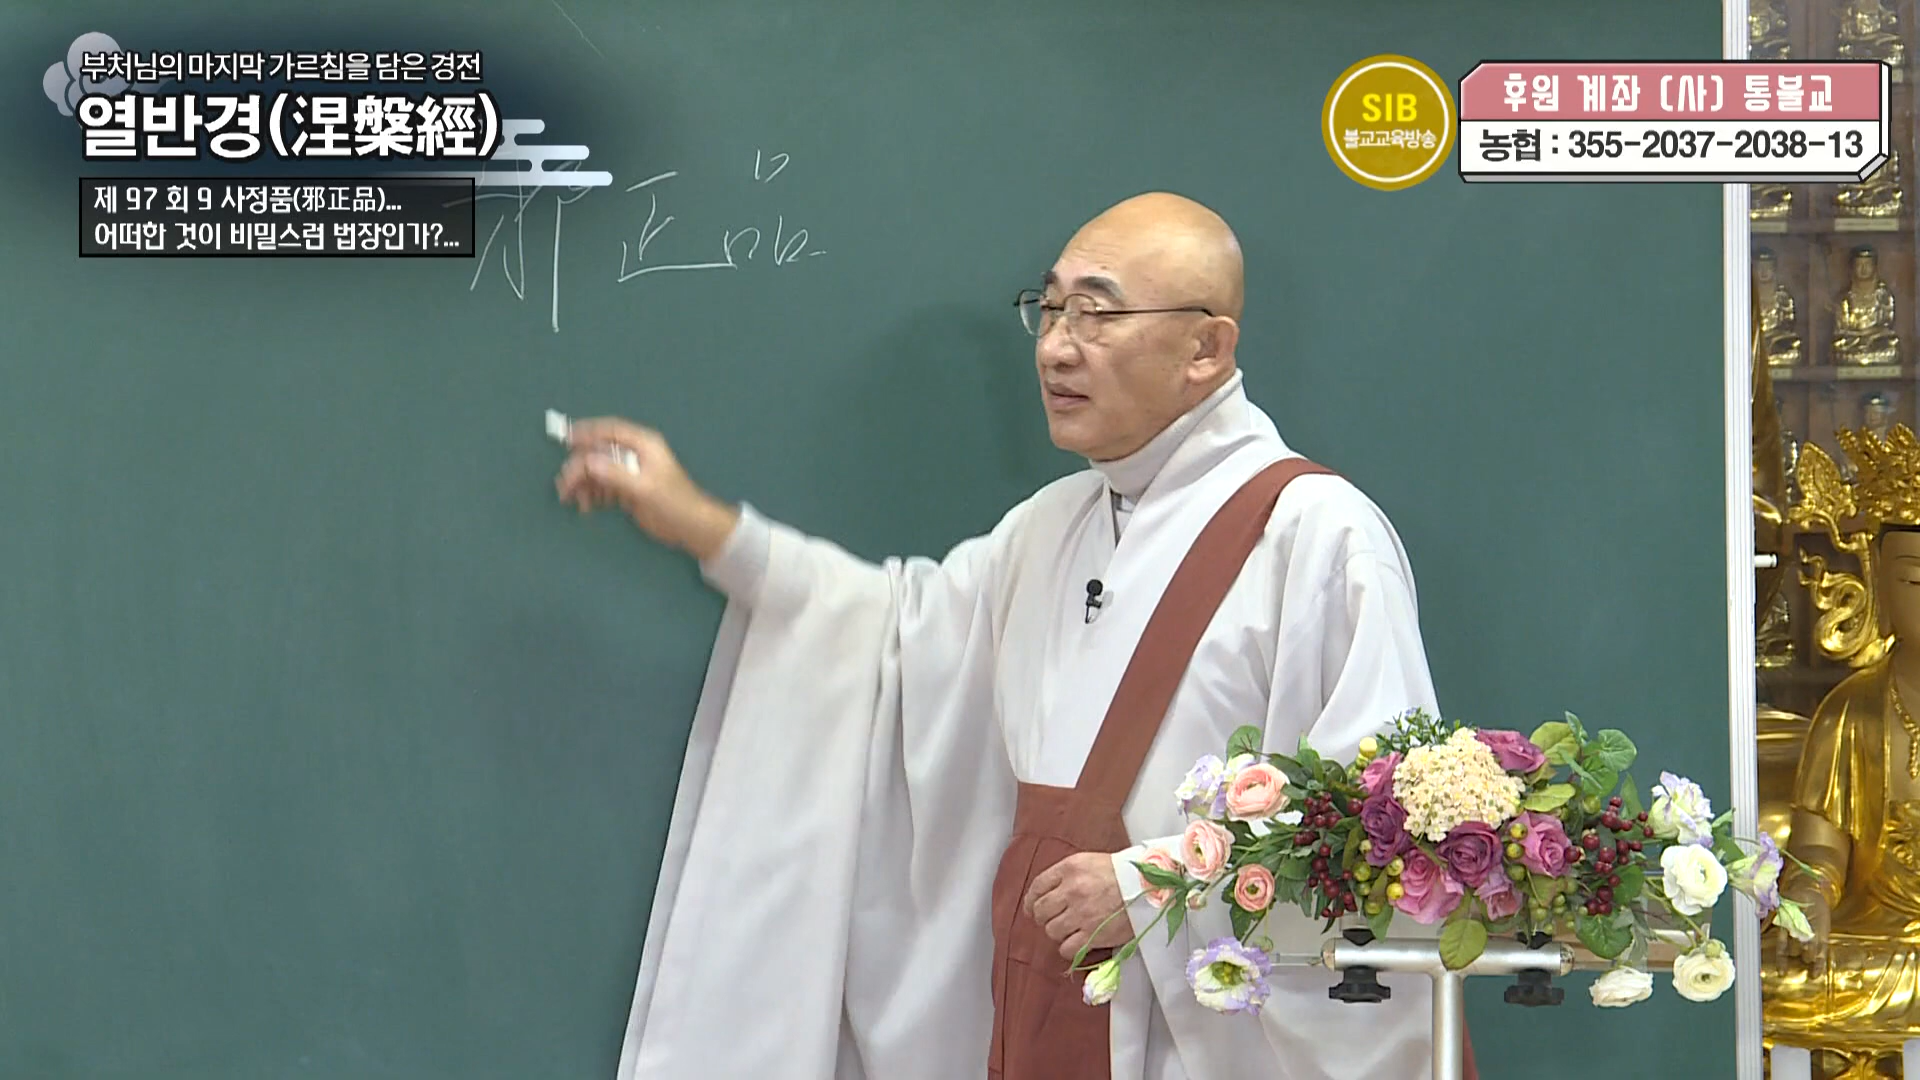 부처님의 마지막 가르침을 담은 경전
열반경(涅槃經)
제 97 회 9 사정품(邪正品)...
어떠한 것이 비밀스런 법장인가?...
SIB
불교교육방송
후원 계좌 (사) 통불교
농협 : 355-2037-2038-13
邪正品